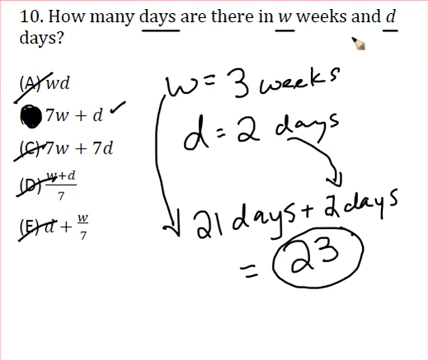 10. How many days are there in w weeks and d
days?
(A) wd
7w + d ✓
(C) 7w + 7d
(D) w+d/7
(E) d + w/7
w = 3 weeks
d = 2 days
21 days + 2 days
= 23